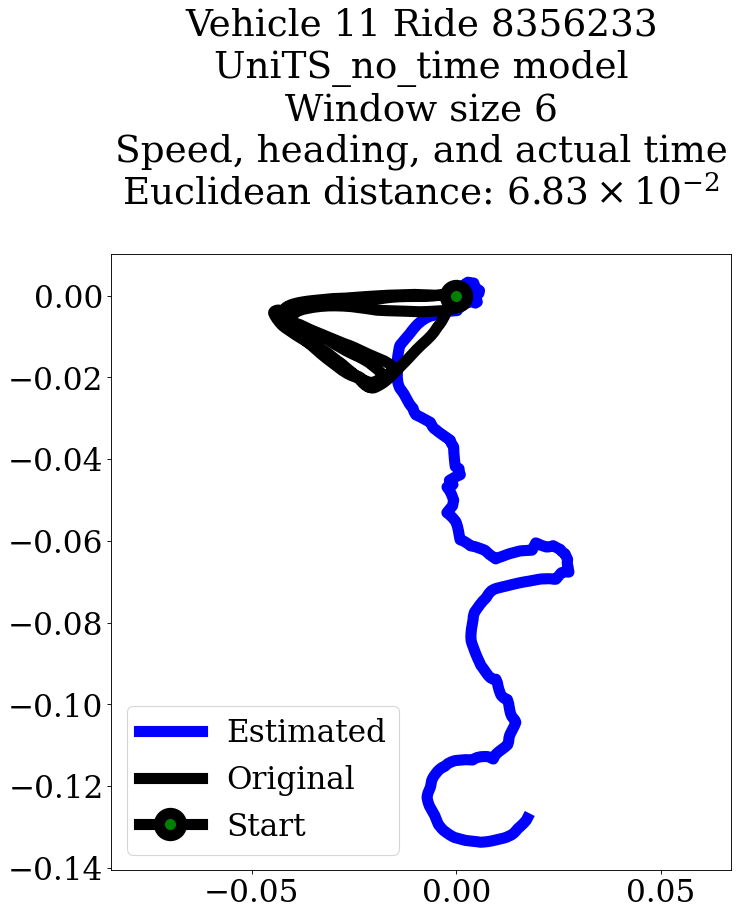 Vehicle 11 Ride 8356233
UniTS_no_time model
Window size 6
Speed, heading, and actual time
Euclidean distance: 6.83 × 10⁻²
0.00
−0.02
−0.04
−0.06
−0.08
−0.10
−0.12
−0.14
Estimated
Original
Start
−0.05
0.00
0.05